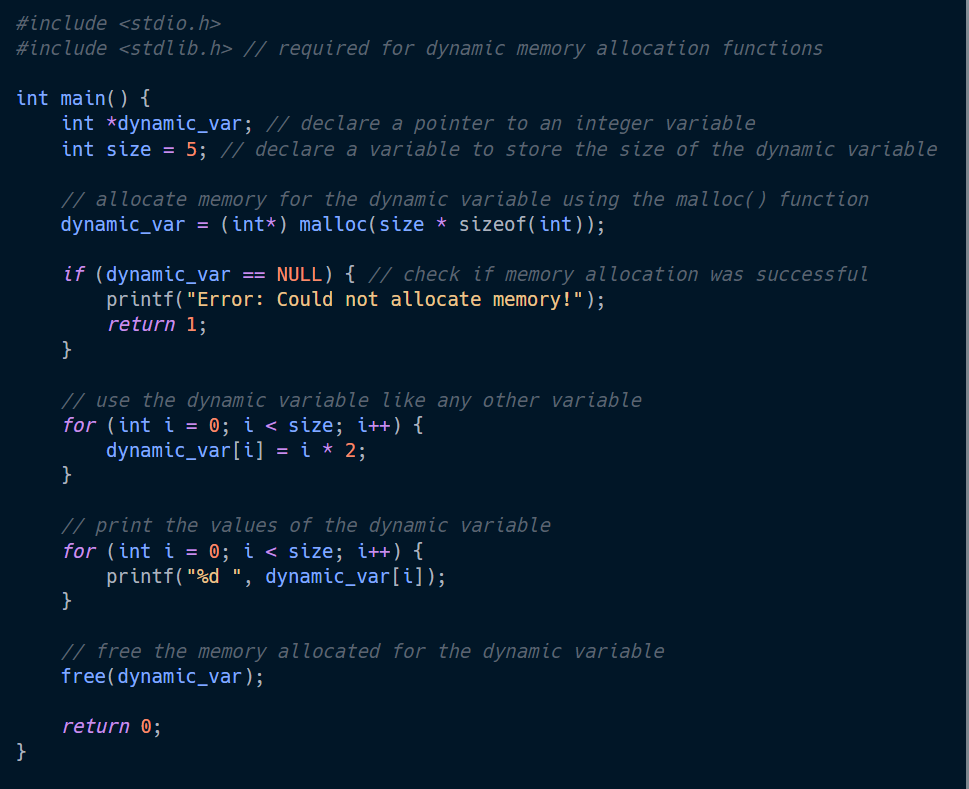 #include <stdio.h>
#include <stdlib.h> // required for dynamic memory allocation functions
int main() {
int *dynamic_var; // declare a pointer to an integer variable
int size = 5; // declare a variable to store the size of the dynamic variable
// allocate memory for the dynamic variable using the malloc() function
dynamic_var = (int*) malloc(size * sizeof(int));
if (dynamic_var == NULL) { // check if memory allocation was successful
printf("Error: Could not allocate memory!");
return 1;
}
// use the dynamic variable like any other variable
for (int i = 0; i < size; i++) {
dynamic_var[i] = i * 2;
}
// print the values of the dynamic variable
for (int i = 0; i < size; i++) {
printf("%d ", dynamic_var[i]);
}
// free the memory allocated for the dynamic variable
free(dynamic_var);
return 0;
}